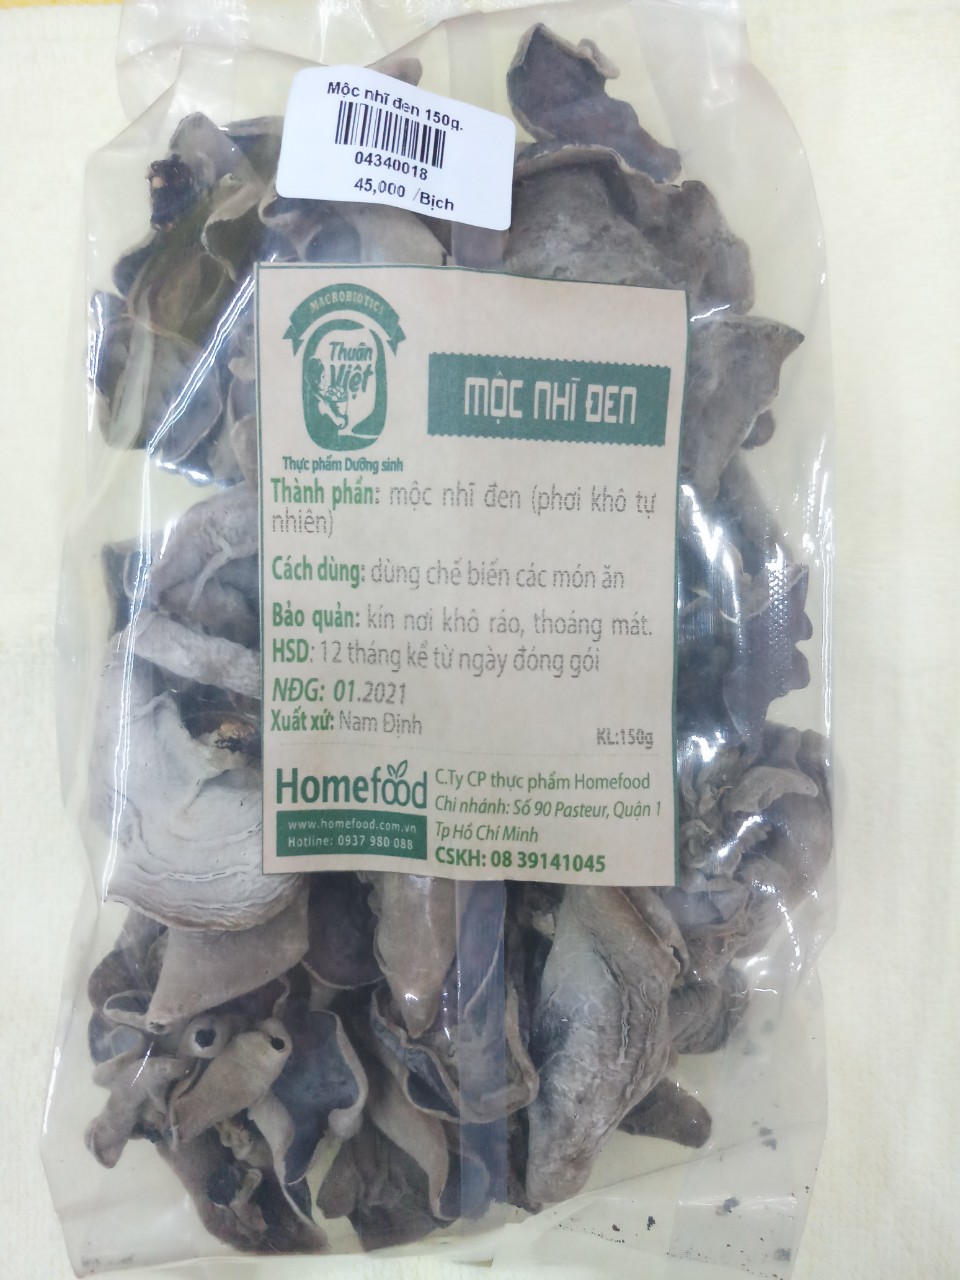 Mộc nhĩ đen 150g.
04340018
45,000 /Bịch
MACROBIOTICA
Thuần
Việt
Thực phẩm Dưỡng sinh
MỘC NHĨ ĐEN
Thành phần: mộc nhĩ đen (phơi khô tự
nhiên)
Cách dùng: dùng chế biến các món ăn
Bảo quản: kín nơi khô ráo, thoáng mát.
HSD: 12 tháng kể từ ngày đóng gói
NĐG: 01.2021
Xuất xứ: Nam Định
KL:150g
Homefood
www.homefood.com.vn
Hotline: 0937 980 088
C.Ty CP thực phẩm Homefood
Chi nhánh: Số 90 Pasteur, Quận 1
Tp Hồ Chí Minh
CSKH: 08 39141045